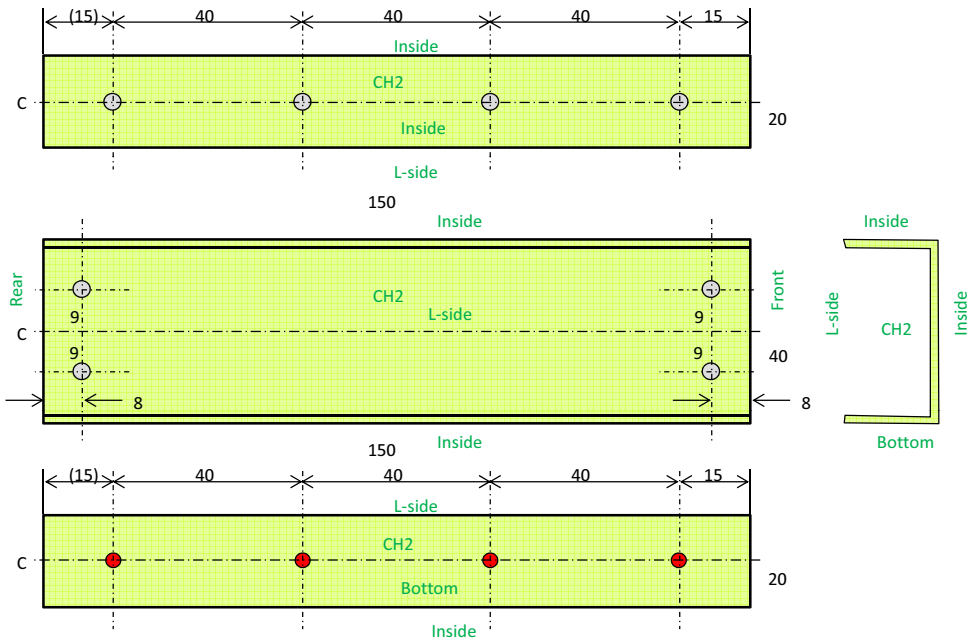 (15) 40 40 40 15
Inside
CH2
C
Inside
20
L-side
150
Inside
Inside
Rear
CH2
Front
L-side
9
9
L-side
CH2
Inside
C
9
9
40
8
8
Inside
Bottom
150
(15) 40 40 40 15
L-side
CH2
C
Bottom
20
Inside